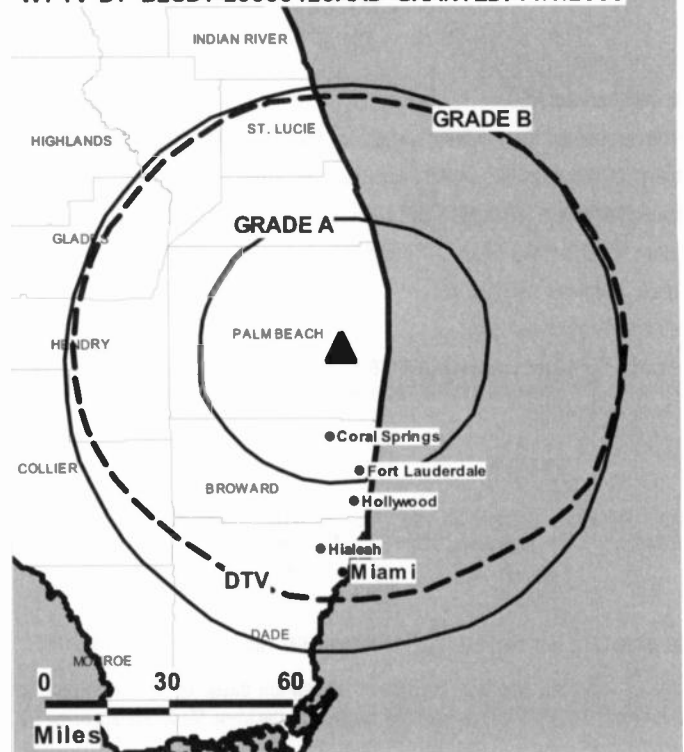 INDIAN RIVER
GRADE B
ST. LUCIE
HIGHLANDS
GRADE A
GLADES
PALM BEACH
HENDRY
Coral Springs
COLLIER
Fort Lauderdale
BROWARD
Hollywood
Hialeah
Miami
DTV
DADE
MONROE
0 30 60
Miles